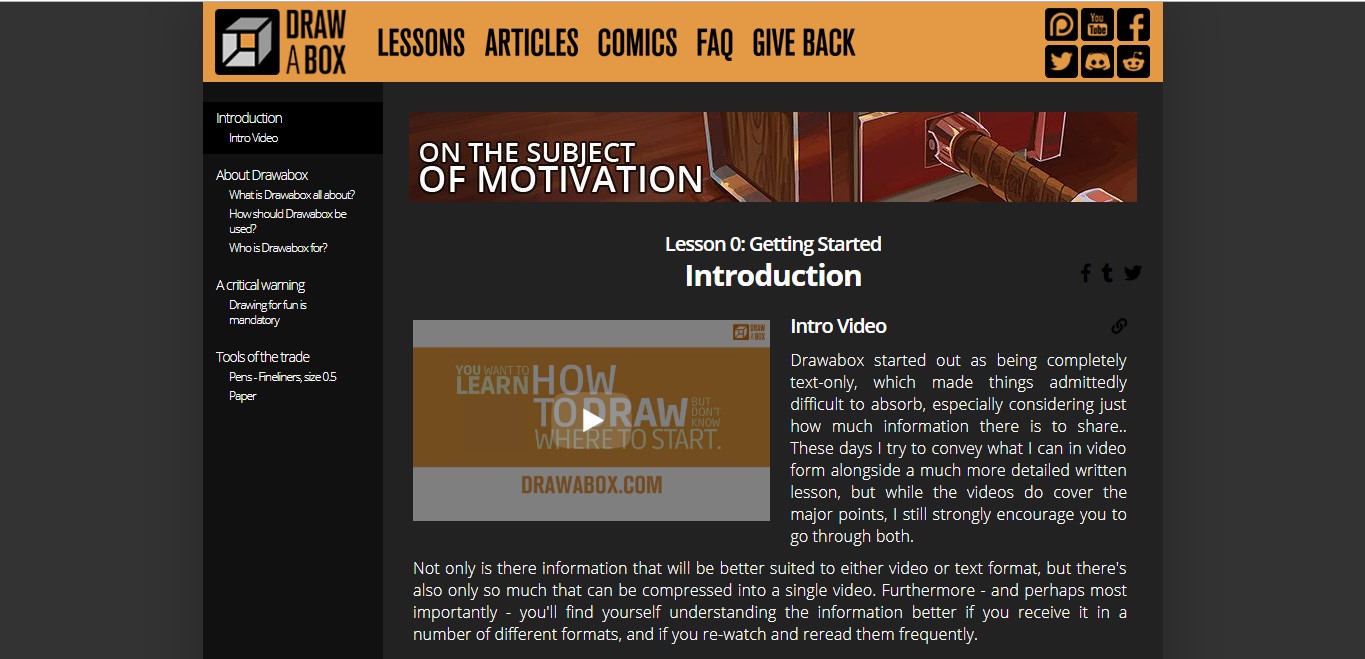 DRAW
A BOX
LESSONS ARTICLES COMICS FAQ GIVE BACK
You
Tube
Introduction
Intro Video
About Drawabox
What is Drawabox all about?
How should Drawabox be
used?
Who is Drawabox for?
A critical warning
Drawing for fun is
mandatory
Tools of the trade
Pens - Fineliners, size 0.5
Paper
ON THE SUBJECT
OF MOTIVATION
Lesson 0: Getting Started
Introduction
DRAW
A BOX
YOU WANT TO
LEARN HOW
TO DRAW BUT
DON'T
KNOW
WHERE TO START.
DRAWABOX.COM
Intro Video
Drawabox started out as being completely
text-only, which made things admittedly
difficult to absorb, especially considering just
how much information there is to share..
These days I try to convey what I can in video
form alongside a much more detailed written
lesson, but while the videos do cover the
major points, I still strongly encourage you to
go through both.
Not only is there information that will be better suited to either video or text format, but there's
also only so much that can be compressed into a single video. Furthermore - and perhaps most
importantly - you'll find yourself understanding the information better if you receive it in a
number of different formats, and if you re-watch and reread them frequently.